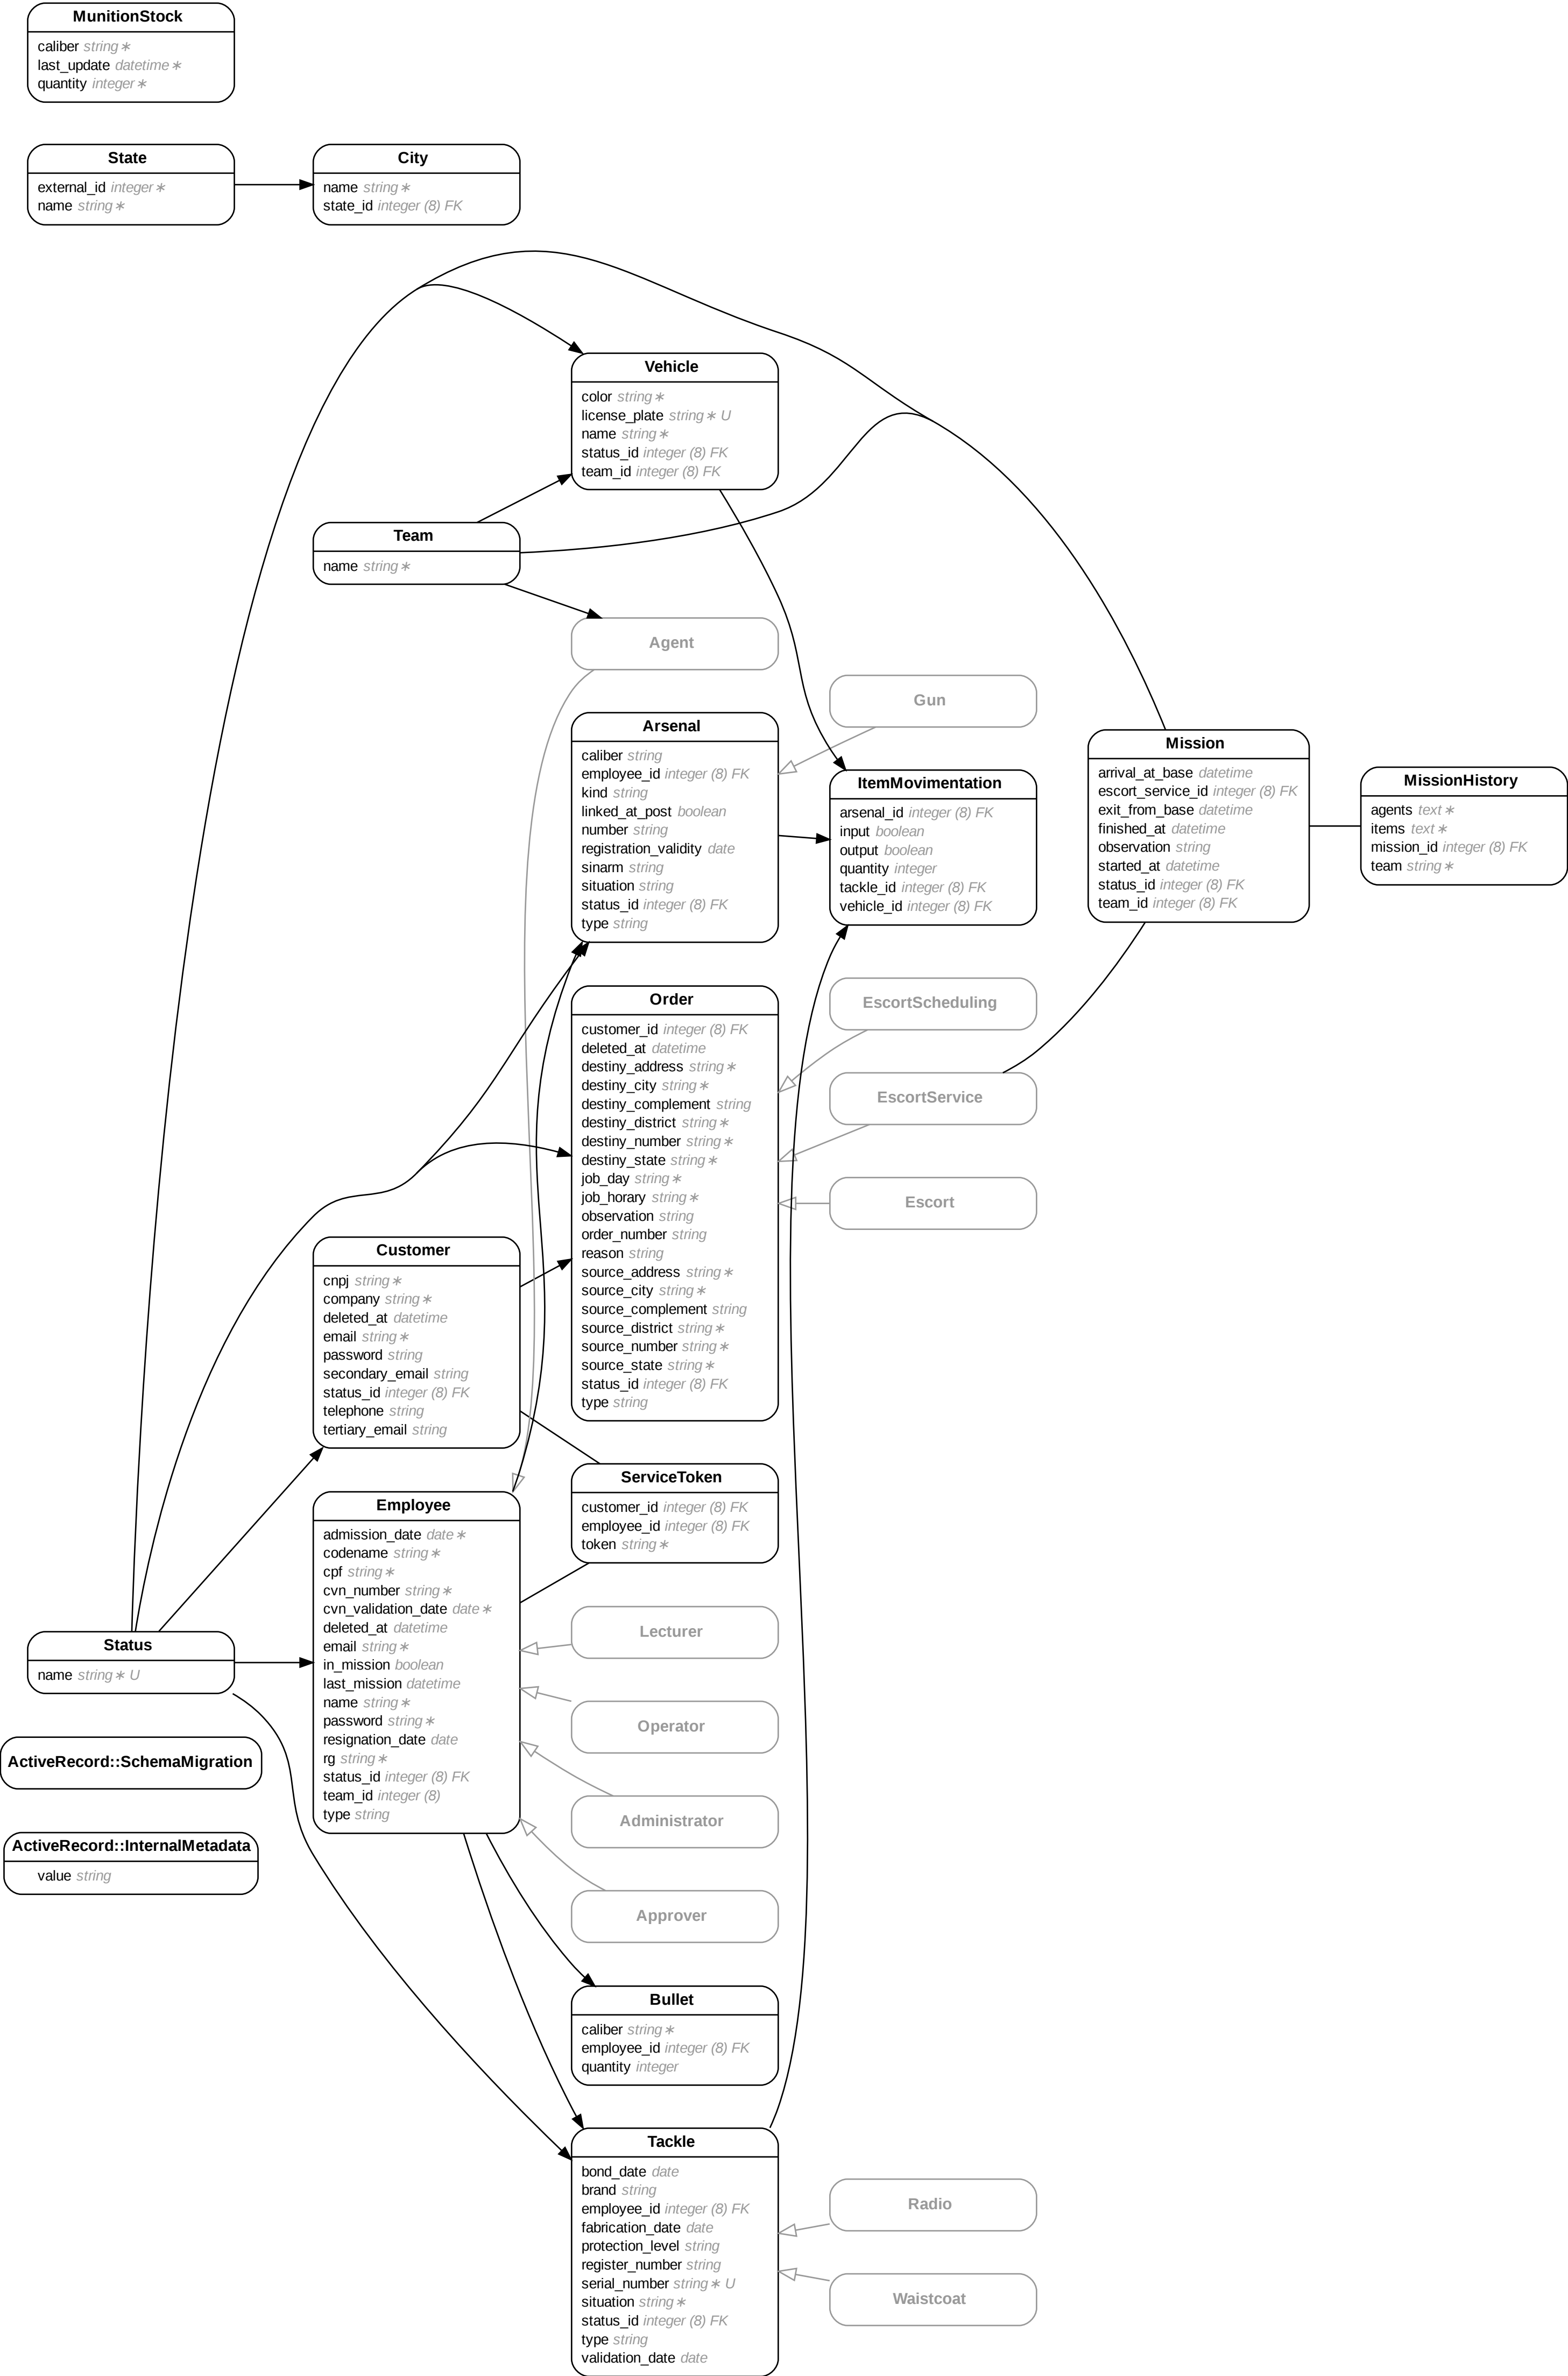 MunitionStock
caliber string∗
last_update datetime∗
quantity integer∗
State
external_id integer∗
name string∗
City
name string∗
state_id integer (8) FK
Vehicle
color string∗
license_plate string∗ U
name string∗
status_id integer (8) FK
team_id integer (8) FK
Team
name string∗
Agent
Gun
Arsenal
caliber string
employee_id integer (8) FK
kind string
linked_at_post boolean
number string
registration_validity date
sinarm string
situation string
status_id integer (8) FK
type string
ItemMovimentation
arsenal_id integer (8) FK
input boolean
output boolean
quantity integer
tackle_id integer (8) FK
vehicle_id integer (8) FK
Mission
arrival_at_base datetime
escort_service_id integer (8) FK
exit_from_base datetime
finished_at datetime
observation string
started_at datetime
status_id integer (8) FK
team_id integer (8) FK
MissionHistory
agents text∗
items text∗
mission_id integer (8) FK
team string∗
Order
customer_id integer (8) FK
deleted_at datetime
destiny_address string∗
destiny_city string∗
destiny_complement string
destiny_district string∗
destiny_number string∗
destiny_state string∗
job_day string∗
job_horary string∗
observation string
order_number string
reason string
source_address string∗
source_city string∗
source_complement string
source_district string∗
source_number string∗
source_state string∗
status_id integer (8) FK
type string
EscortScheduling
EscortService
Escort
Customer
cnpj string∗
company string∗
deleted_at datetime
email string∗
password string
secondary_email string
status_id integer (8) FK
telephone string
tertiary_email string
ServiceToken
customer_id integer (8) FK
employee_id integer (8) FK
token string∗
Employee
admission_date date∗
codename string∗
cpf string∗
cvn_number string∗
cvn_validation_date date∗
deleted_at datetime
email string∗
in_mission boolean
last_mission datetime
name string∗
password string∗
resignation_date date
rg string∗
status_id integer (8) FK
team_id integer (8)
type string
Lecturer
Operator
Administrator
Approver
Status
name string∗ U
ActiveRecord::SchemaMigration
ActiveRecord::InternalMetadata
value string
Bullet
caliber string∗
employee_id integer (8) FK
quantity integer
Tackle
bond_date date
brand string
employee_id integer (8) FK
fabrication_date date
protection_level string
register_number string
serial_number string∗ U
situation string∗
status_id integer (8) FK
type string
validation_date date
Radio
Waistcoat